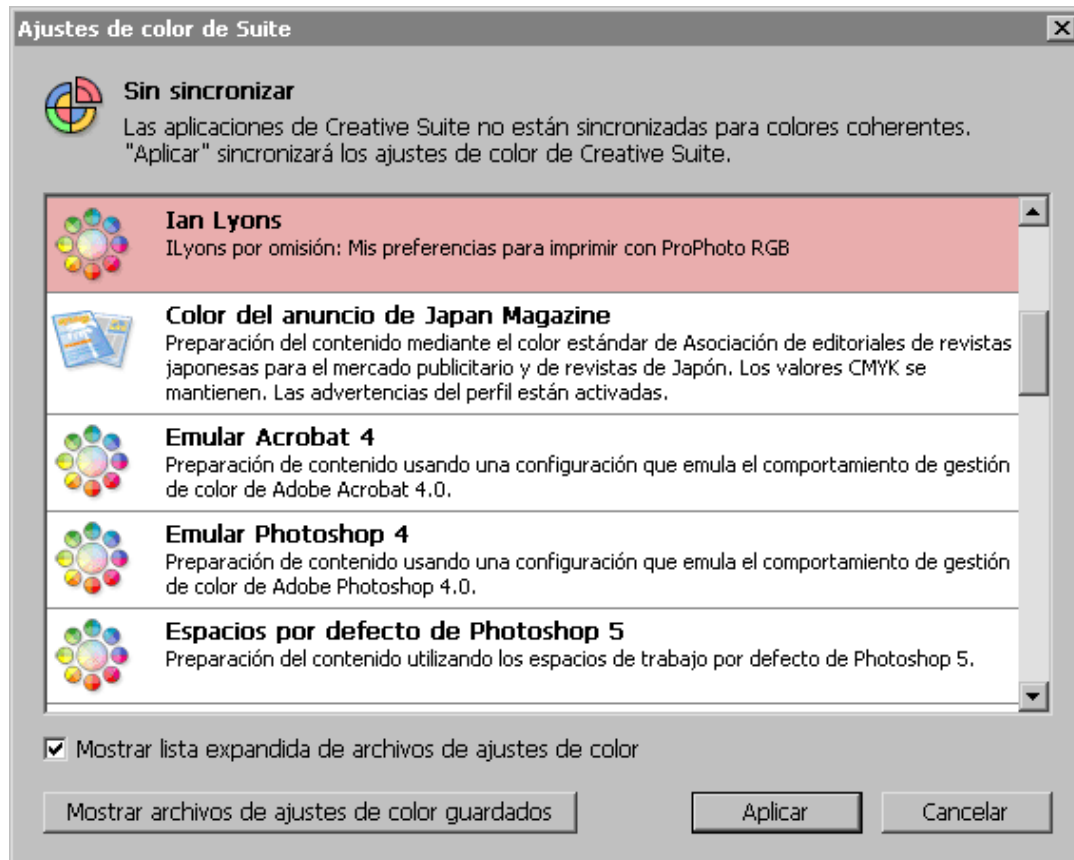 Ajustes de color de Suite
Sin sincronizar
Las aplicaciones de Creative Suite no están sincronizadas para colores coherentes.
"Aplicar" sincronizará los ajustes de color de Creative Suite.
Ian Lyons
ILyons por omisión: Mis preferencias para imprimir con ProPhoto RGB
Color del anuncio de Japan Magazine
Preparación del contenido mediante el color estándar de Asociación de editoriales de revistas
japonesas para el mercado publicitario y de revistas de Japón. Los valores CMYK se
mantienen. Las advertencias del perfil están activadas.
Emular Acrobat 4
Preparación de contenido usando una configuración que emula el comportamiento de gestión
de color de Adobe Acrobat 4.0.
Emular Photoshop 4
Preparación de contenido usando una configuración que emula el comportamiento de gestión
de color de Adobe Photoshop 4.0.
Espacios por defecto de Photoshop 5
Preparación del contenido utilizando los espacios de trabajo por defecto de Photoshop 5.
Mostrar lista expandida de archivos de ajustes de color
Mostrar archivos de ajustes de color guardados
Aplicar
Cancelar